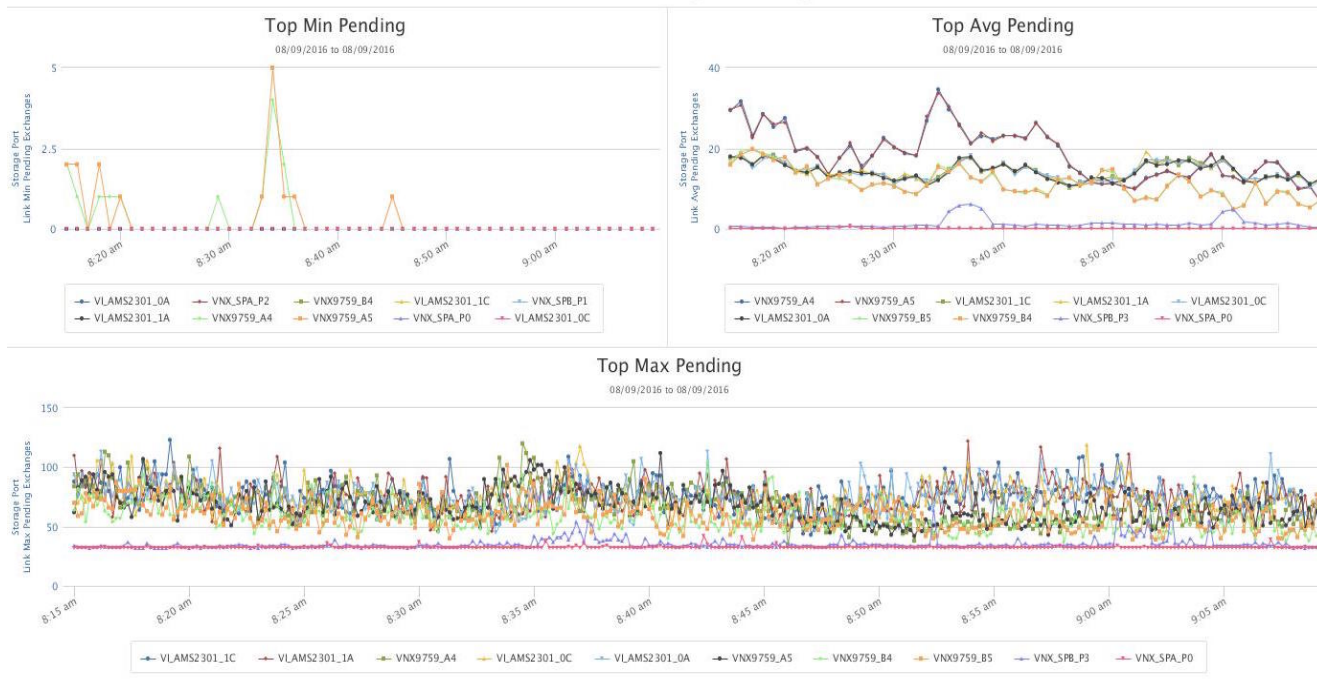 Top Min Pending
08/09/2016 to 08/09/2016
Storage Port
Link Min Pending Exchanges
5
2.5
0
8:20 am 8:30 am 8:40 am 8:50 am 9:00 am
VI_AMS2301_0A VNX_SPA_P2 VNX9759_B4 VI_AMS2301_1C VNX_SPB_P1
VI_AMS2301_1A VNX9759_A4 VNX9759_A5 VNX_SPA_P0 VI_AMS2301_0C
Top Avg Pending
08/09/2016 to 08/09/2016
Storage Port
Link Avg Pending Exchanges
40
20
0
8:20 am 8:30 am 8:40 am 8:50 am 9:00 am
VNX9759_A4 VNX9759_A5 VI_AMS2301_1C VI_AMS2301_1A VI_AMS2301_0C
VI_AMS2301_0A VNX9759_B5 VNX9759_B4 VNX_SPB_P3 VNX_SPA_P0
Top Max Pending
08/09/2016 to 08/09/2016
Storage Port
Link Max Pending Exchanges
150
100
50
0
8:15 am 8:20 am 8:25 am 8:30 am 8:35 am 8:40 am 8:45 am 8:50 am 8:55 am 9:00 am 9:05 am
VI_AMS2301_1C VI_AMS2301_1A VNX9759_A4 VI_AMS2301_0C VI_AMS2301_0A VNX9759_A5 VNX9759_B4 VNX9759_B5 VNX_SPB_P3 VNX_SPA_P0